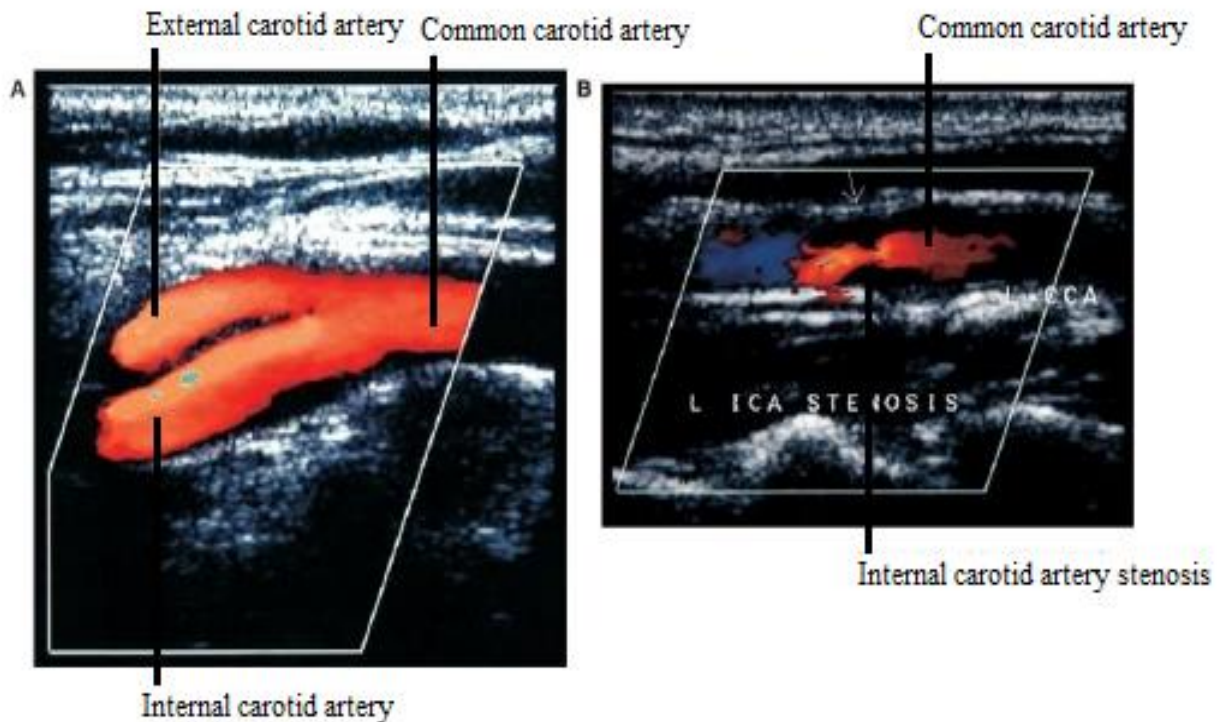 External carotid artery
Common carotid artery
A
Internal carotid artery
Common carotid artery
B
L CCA
L ICA STENOSIS
Internal carotid artery stenosis